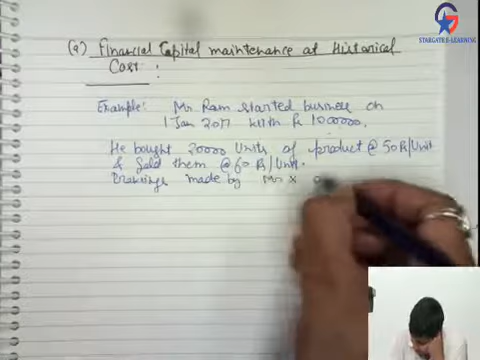 (a) Financial Capital maintenance at Historical
Cost :
Example: Mr Ram started business on
1 Jan 2017 with Rs 1000000.
He bought 20000 Units of product @ 50 Rs/Unit
& Sold them @ 60 Rs/Unit.
Drawings made by Mr X
STARGATE E-LEARNING